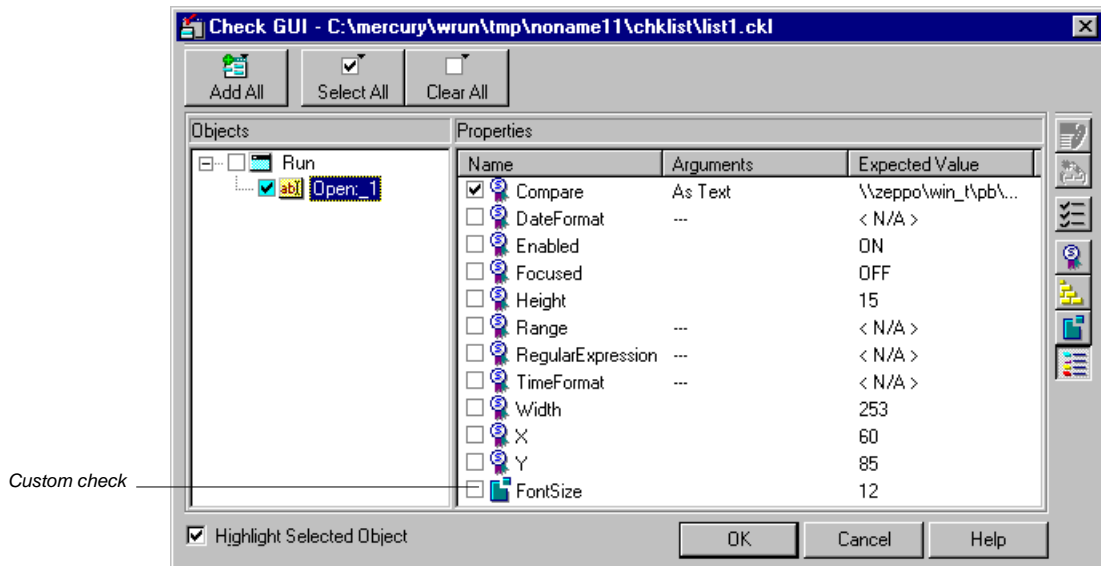 Check GUI - C:\mercury\wrun\tmp\noname11\chklist\list1.ckl
Add All Select All Clear All
Objects Properties
Run
Open:_1
Name Arguments Expected Value
Compare As Text \\zeppo\win_t\pb\...
DateFormat --- < N/A >
Enabled ON
Focused OFF
Height 15
Range --- < N/A >
RegularExpression --- < N/A >
TimeFormat --- < N/A >
Width 253
X 60
Y 85
Custom check
FontSize 12
Highlight Selected Object
OK Cancel Help